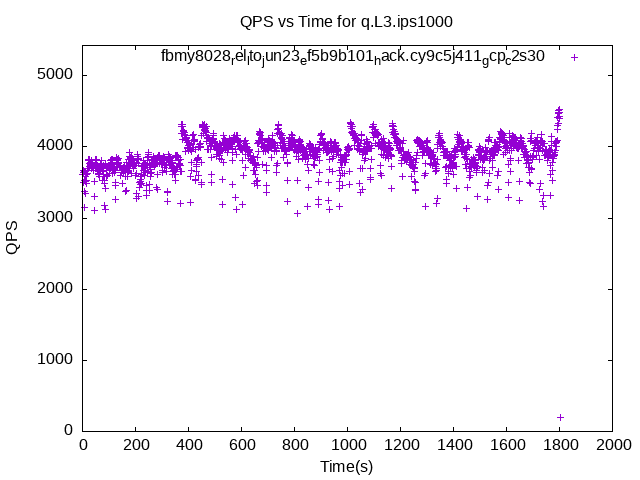 QPS vs Time for q.L3.ips1000
fbmy8028relltojun23ef5b9b101hack.cy9c5j411gcpc2s30
5000
4000
3000
2000
1000
0
QPS
0 200 400 600 800 1000 1200 1400 1600 1800 2000
Time(s)